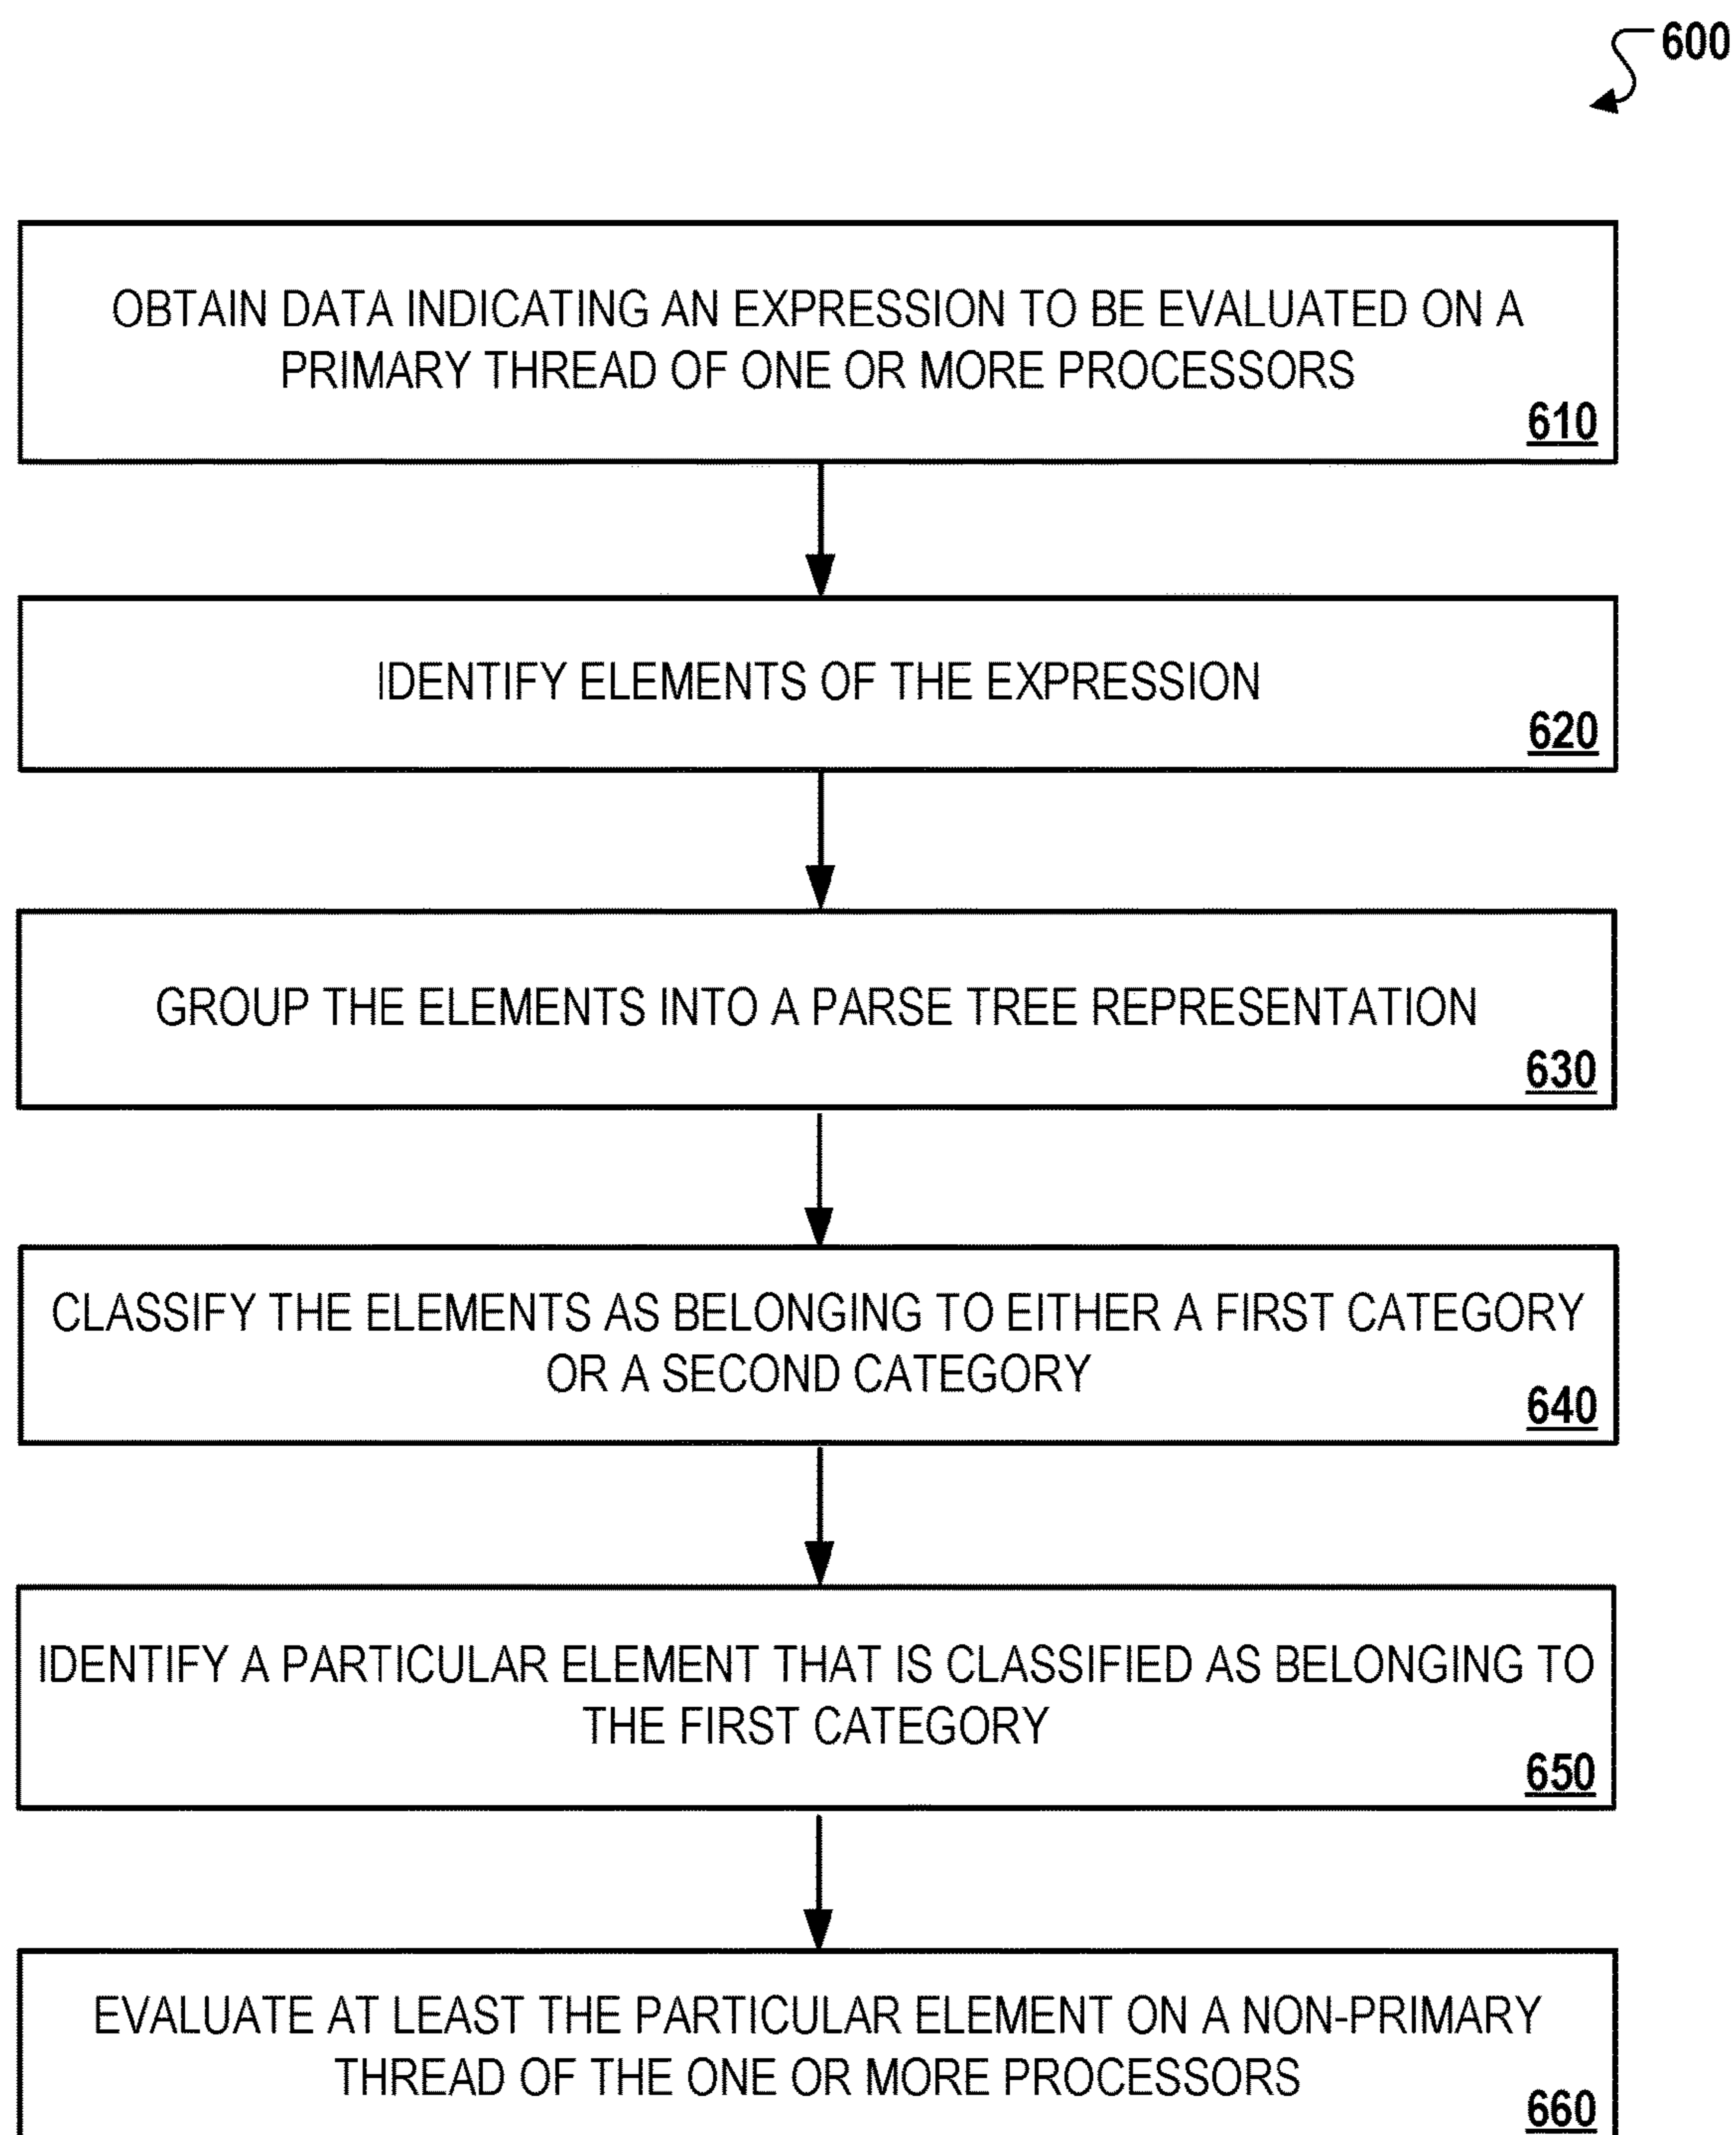 600
OBTAIN DATA INDICATING AN EXPRESSION TO BE EVALUATED ON A
PRIMARY THREAD OF ONE OR MORE PROCESSORS
610
IDENTIFY ELEMENTS OF THE EXPRESSION
620
GROUP THE ELEMENTS INTO A PARSE TREE REPRESENTATION
630
CLASSIFY THE ELEMENTS AS BELONGING TO EITHER A FIRST CATEGORY
OR A SECOND CATEGORY
640
IDENTIFY A PARTICULAR ELEMENT THAT IS CLASSIFIED AS BELONGING TO
THE FIRST CATEGORY
650
EVALUATE AT LEAST THE PARTICULAR ELEMENT ON A NON-PRIMARY
THREAD OF THE ONE OR MORE PROCESSORS
660